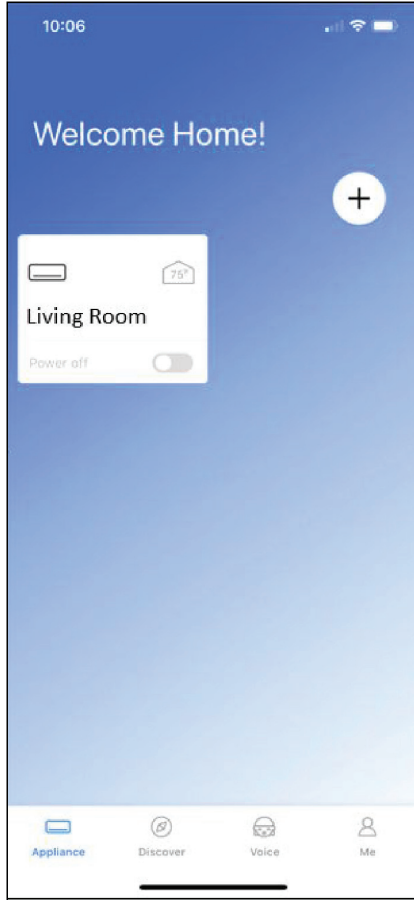 10:06
Welcome Home!
+
75°
Living Room
Power off
Appliance Discover Voice Me